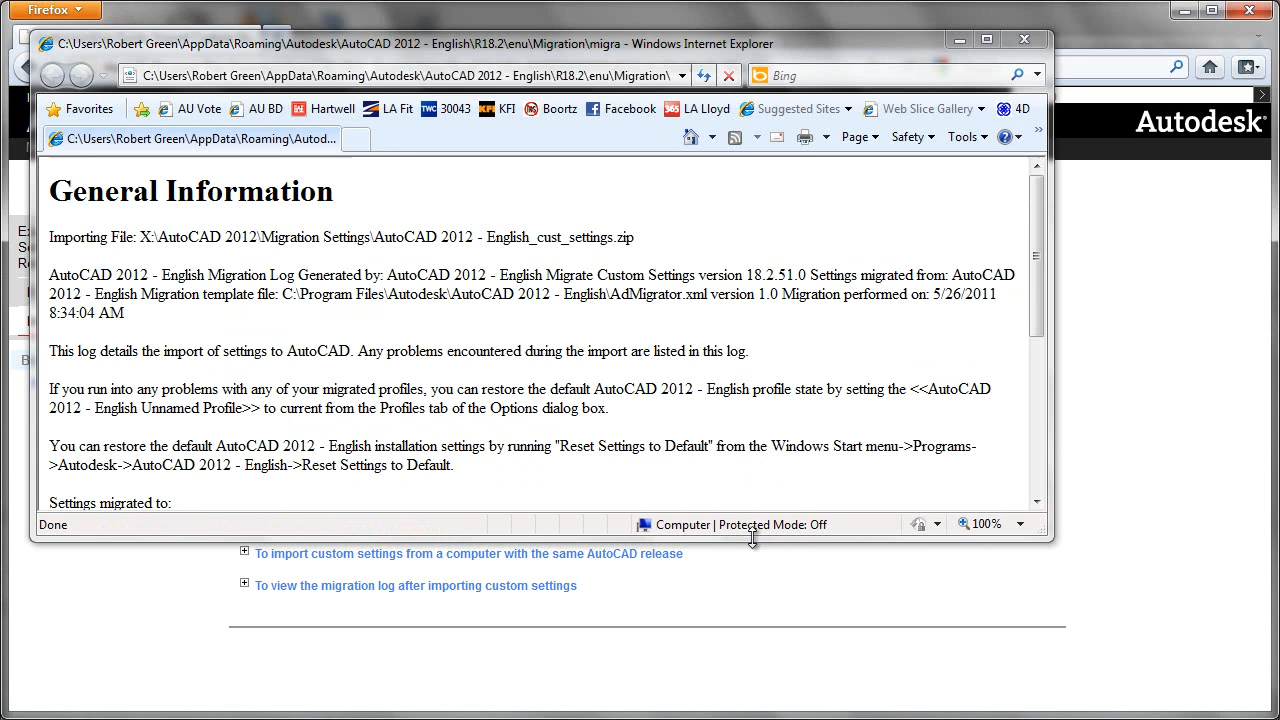 Firefox
C:\Users\Robert Green\AppData\Roaming\Autodesk\AutoCAD 2012 - English\R18.2\enu\Migration\migra - Windows Internet Explorer
C:\Users\Robert Green\AppData\Roaming\Autodesk\AutoCAD 2012 - English\R18.2\enu\Migration\
Bing
Favorites AU Vote AU BD Hartwell LA Fit TWC 30043 KFI KFI Boortz Facebook 365 LA Lloyd Suggested Sites Web Slice Gallery 4D
Autodesk
C:\Users\Robert Green\AppData\Roaming\Autod...
Page Safety Tools
General Information
Importing File: X:\AutoCAD 2012\Migration Settings\AutoCAD 2012 - English_cust_settings.zip
AutoCAD 2012 - English Migration Log Generated by: AutoCAD 2012 - English Migrate Custom Settings version 18.2.51.0 Settings migrated from: AutoCAD
2012 - English Migration template file: C:\Program Files\Autodesk\AutoCAD 2012 - English\AdMigrator.xml version 1.0 Migration performed on: 5/26/2011
8:34:04 AM
This log details the import of settings to AutoCAD. Any problems encountered during the import are listed in this log.
If you run into any problems with any of your migrated profiles, you can restore the default AutoCAD 2012 - English profile state by setting the <<AutoCAD
2012 - English Unnamed Profile>> to current from the Profiles tab of the Options dialog box.
You can restore the default AutoCAD 2012 - English installation settings by running "Reset Settings to Default" from the Windows Start menu->Programs-
>Autodesk->AutoCAD 2012 - English->Reset Settings to Default.
Settings migrated to:
Done
Computer | Protected Mode: Off
100%
To import custom settings from a computer with the same AutoCAD release
To view the migration log after importing custom settings